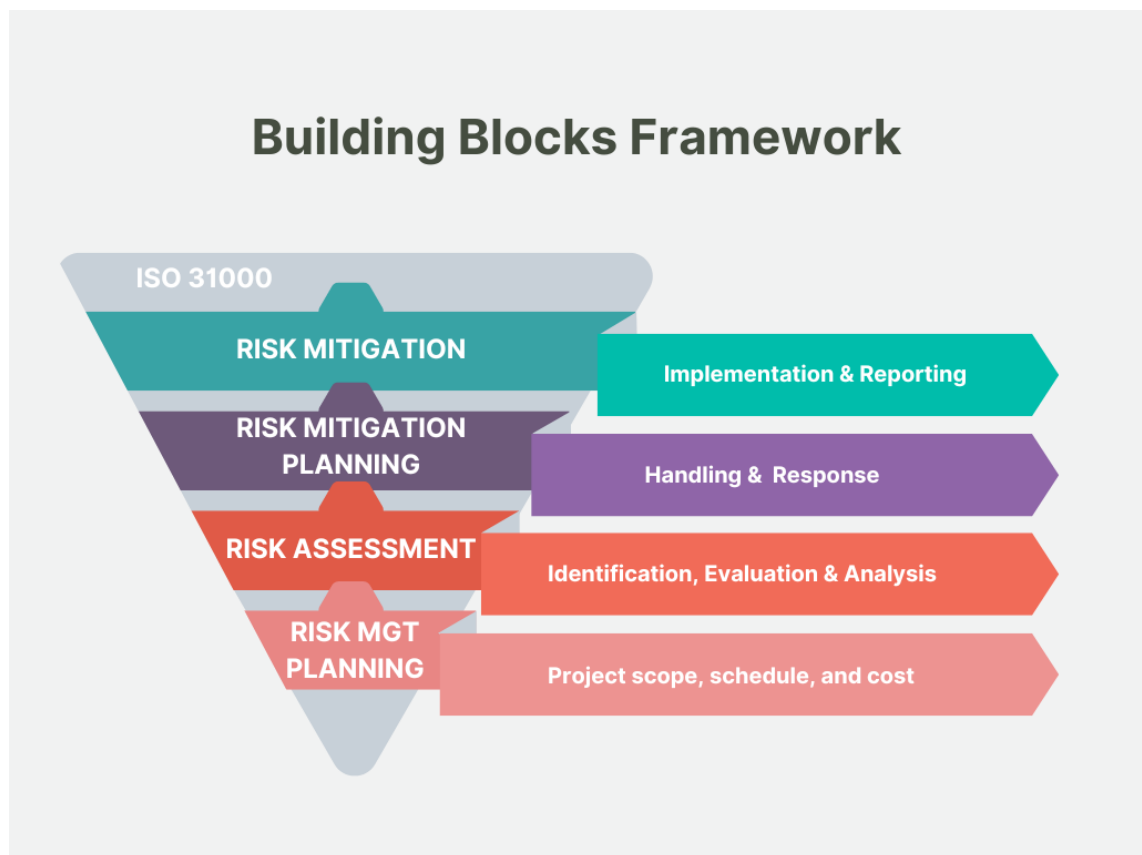 Building Blocks Framework
ISO 31000
RISK MITIGATION
Implementation & Reporting
RISK MITIGATION
PLANNING
Handling &  Response
RISK ASSESSMENT
Identification, Evaluation & Analysis
RISK MGT
PLANNING
Project scope, schedule, and cost